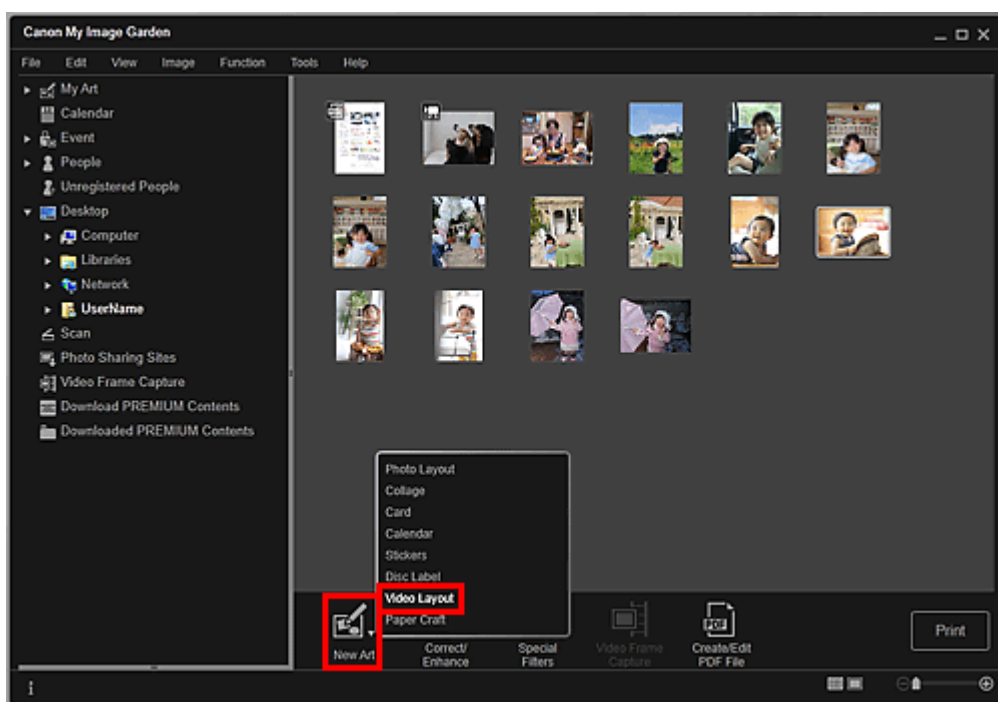 Canon My Image Garden
File Edit View Image Function Tools Help
My Art
Calendar
Event
People
Unregistered People
Desktop
Computer
Libraries
Network
UserName
Scan
Photo Sharing Sites
Video Frame Capture
Download PREMIUM Contents
Downloaded PREMIUM Contents
Photo Layout
Collage
Card
Calendar
Stickers
Disc Label
Video Layout
Paper Craft
New Art
Correct/
Enhance
Special
Filters
Video Frame
Capture
PDF
Create/Edit
PDF File
Print